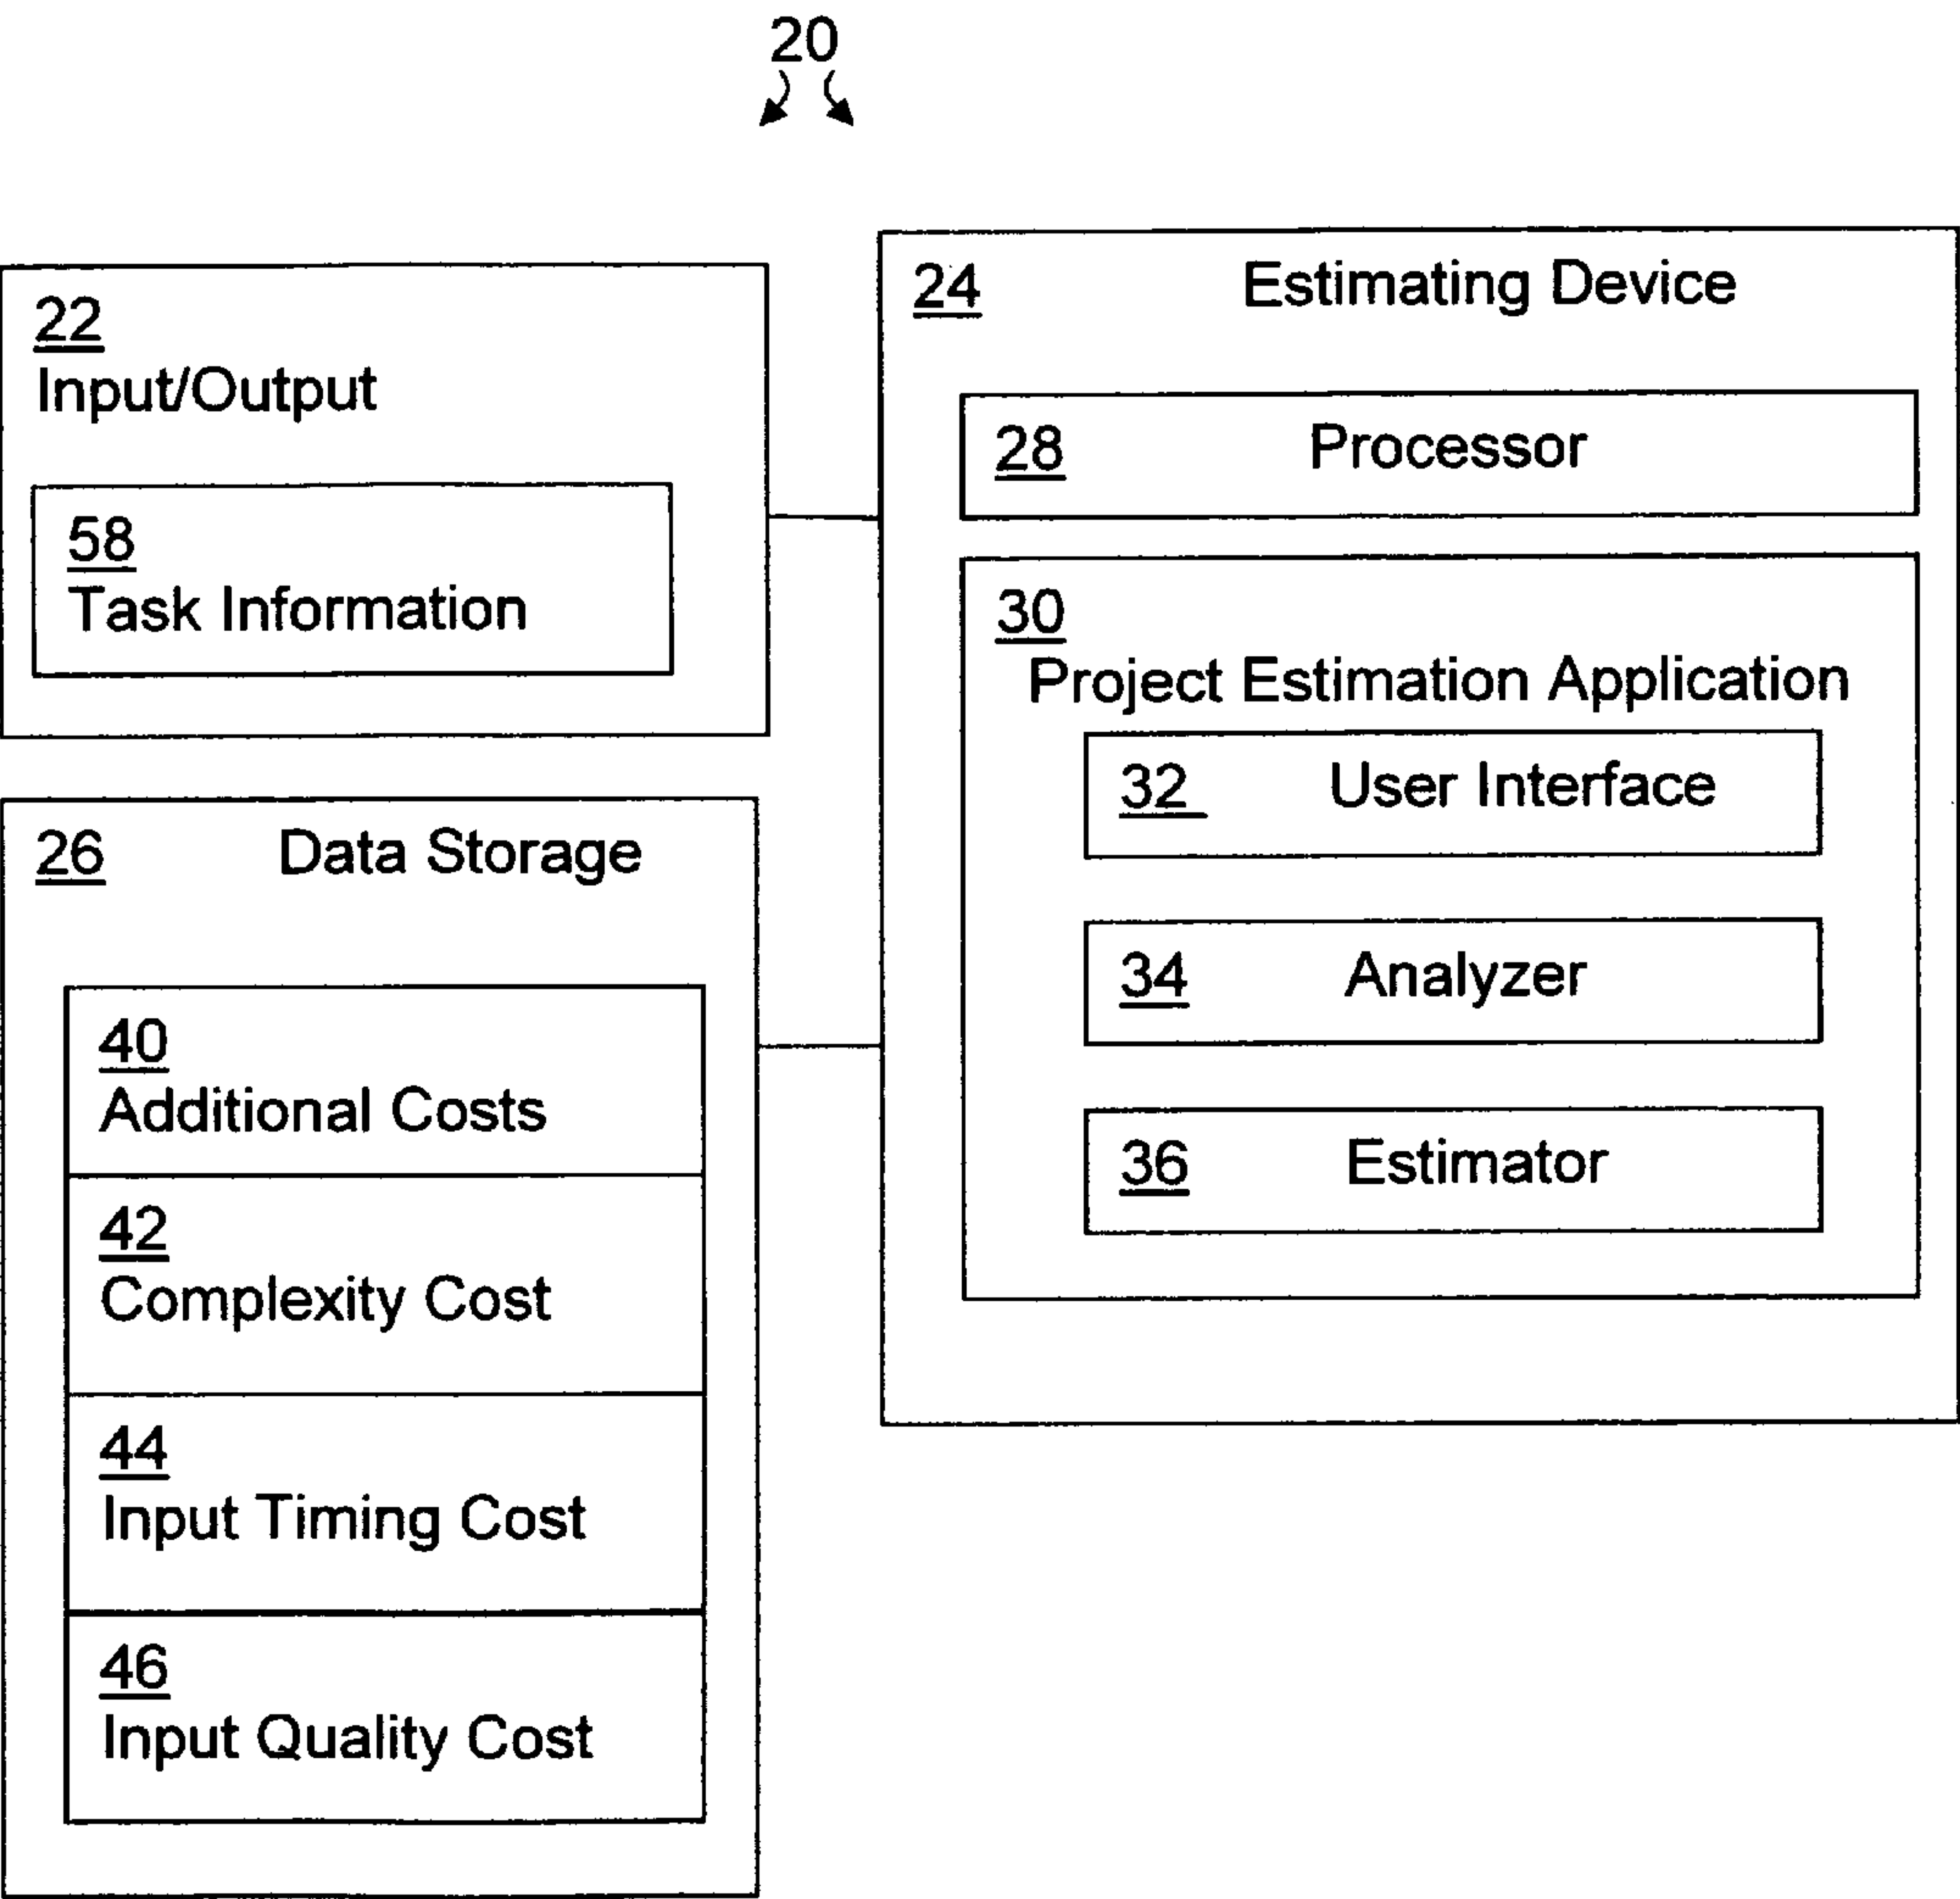 20
22
Input/Output
58
Task Information
26 Data Storage
40
Additional Costs
42
Complexity Cost
44
Input Timing Cost
46
Input Quality Cost
24 Estimating Device
28 Processor
30
Project Estimation Application
32 User Interface
34 Analyzer
36 Estimator